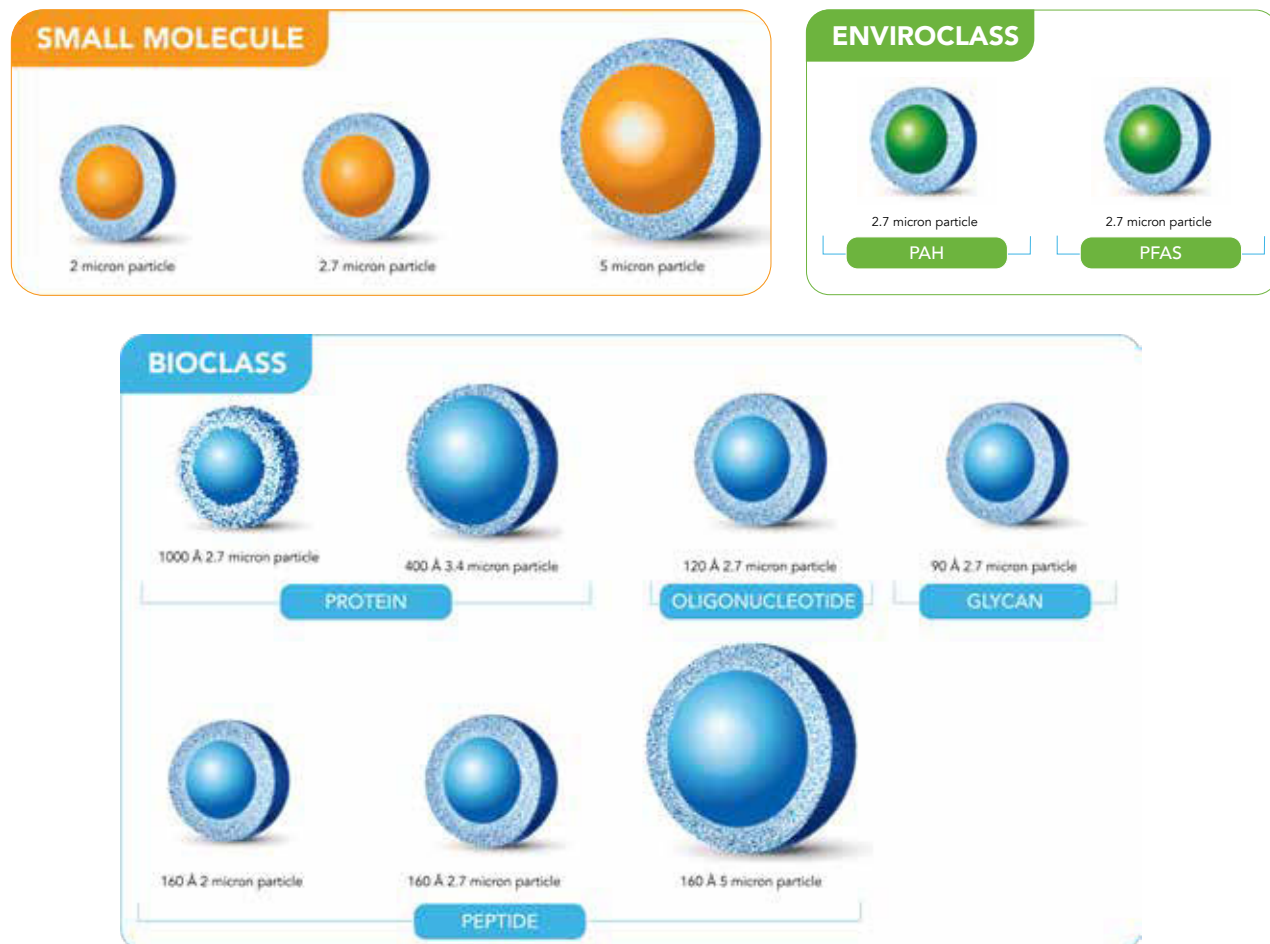 SMALL MOLECULE
2 micron particle
2.7 micron particle
5 micron particle
ENVIROCLASS
2.7 micron particle
2.7 micron particle
PAH
PFAS
BIOCLASS
1000 Å 2.7 micron particle
400 Å 3.4 micron particle
120 Å 2.7 micron particle
90 Å 2.7 micron particle
PROTEIN
OLIGONUCLEOTIDE
GLYCAN
160 Å 2 micron particle
160 Å 2.7 micron particle
160 Å 5 micron particle
PEPTIDE